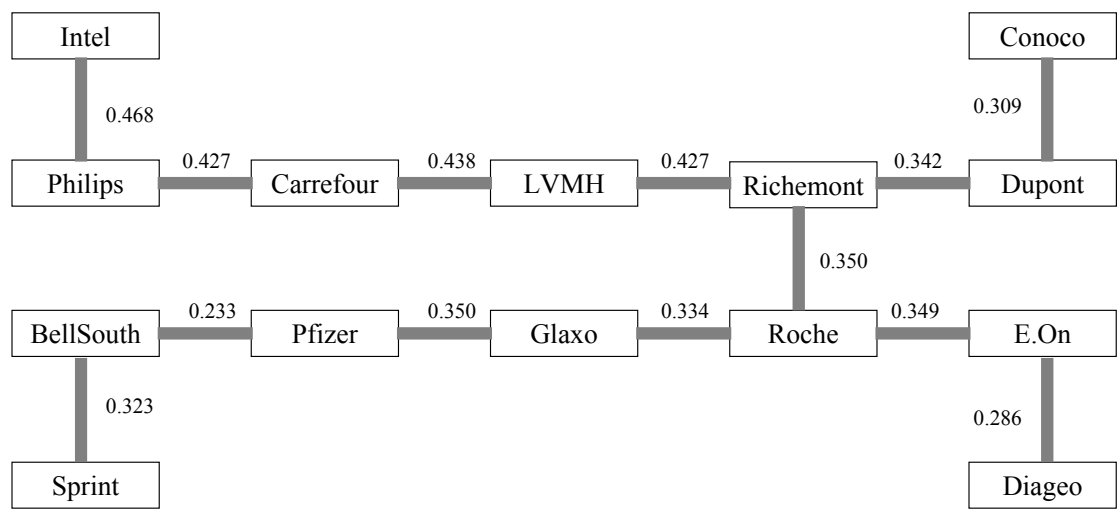 Intel
Conoco
0.468
0.309
0.427
0.438
0.427
0.342
Philips
Carrefour
LVMH
Richemont
Dupont
0.350
0.233
0.350
0.334
0.349
BellSouth
Pfizer
Glaxo
Roche
E.On
0.323
0.286
Sprint
Diageo